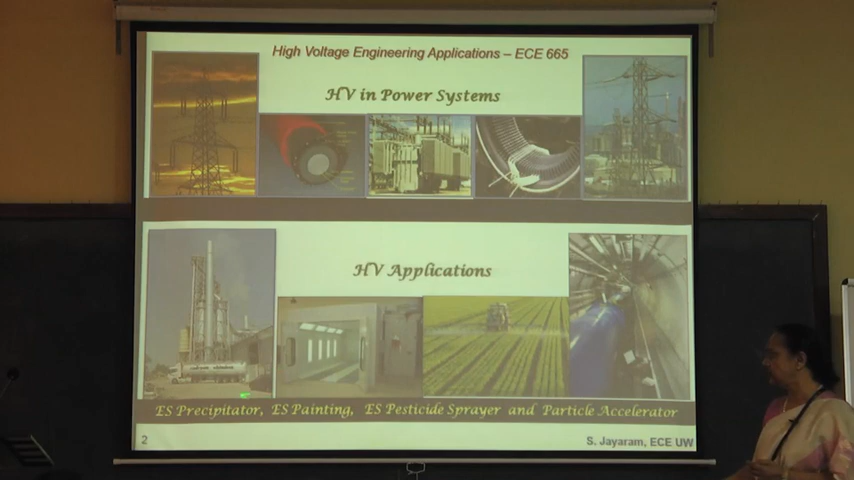 High Voltage Engineering Applications – ECE 665
HV in Power Systems
HV Applications
ES Precipitator, ES Painting, ES Pesticide Sprayer and Particle Accelerator
2
S. Jayaram, ECE UW